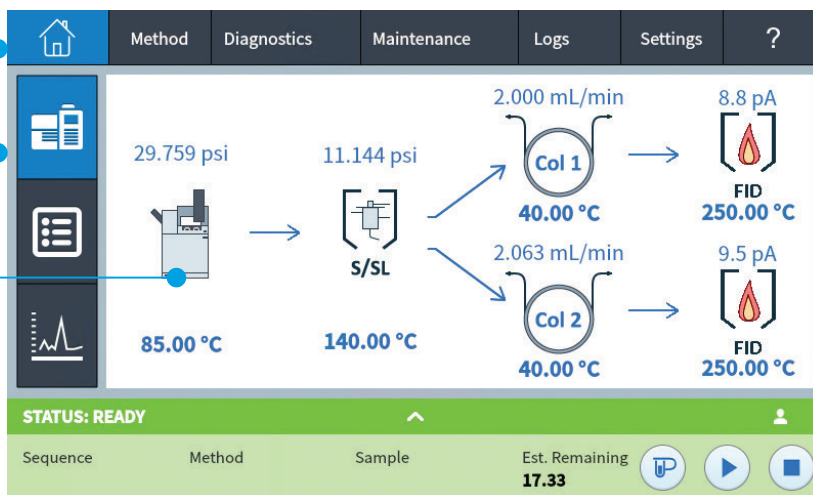 Method Diagnostics Maintenance Logs Settings ?
2.000 mL/min 8.8 pA
29.759 psi 11.144 psi
Col 1
FID
40.00 °C 250.00 °C
2.063 mL/min 9.5 pA
S/SL
Col 2
85.00 °C 140.00 °C
FID
40.00 °C 250.00 °C
STATUS: READY
Sequence Method Sample Est. Remaining
17.33